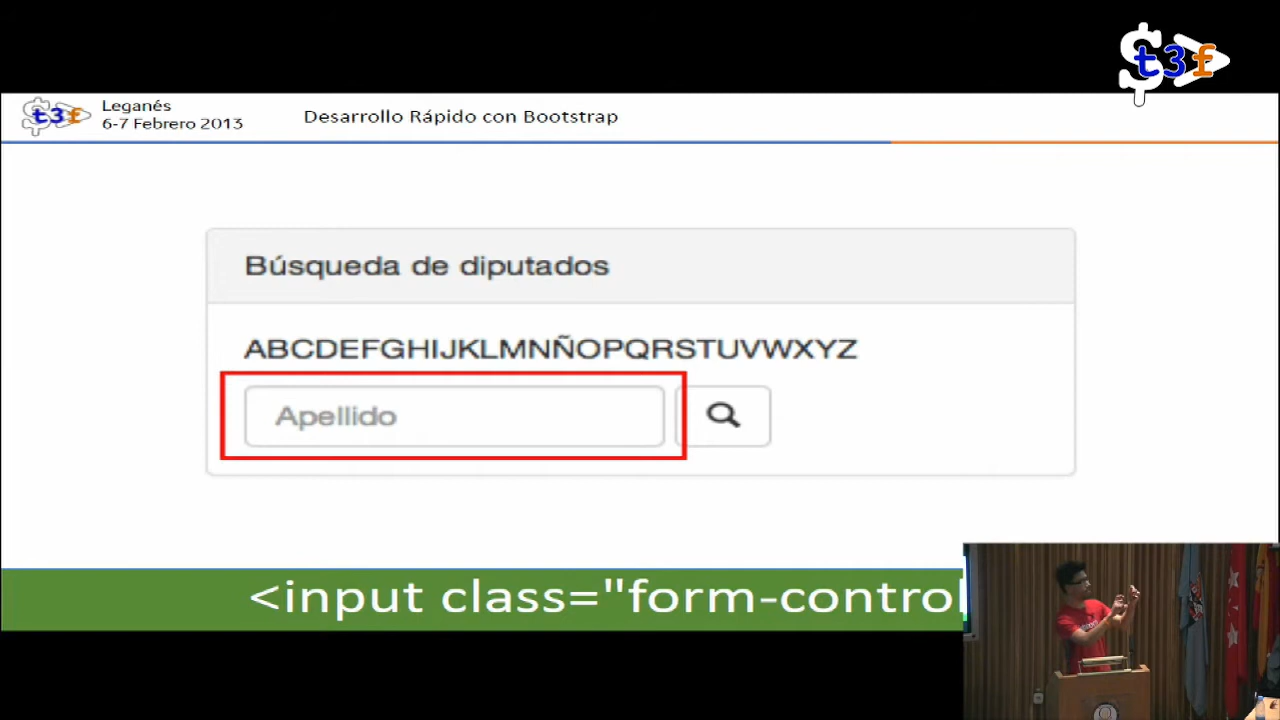 t3f
t3f
Leganés
6-7 Febrero 2013
Desarrollo Rápido con Bootstrap
Búsqueda de diputados
ABCDEFGHIJKLMNÑOPQRSTUVWXYZ
Apellido
<input class="form-control